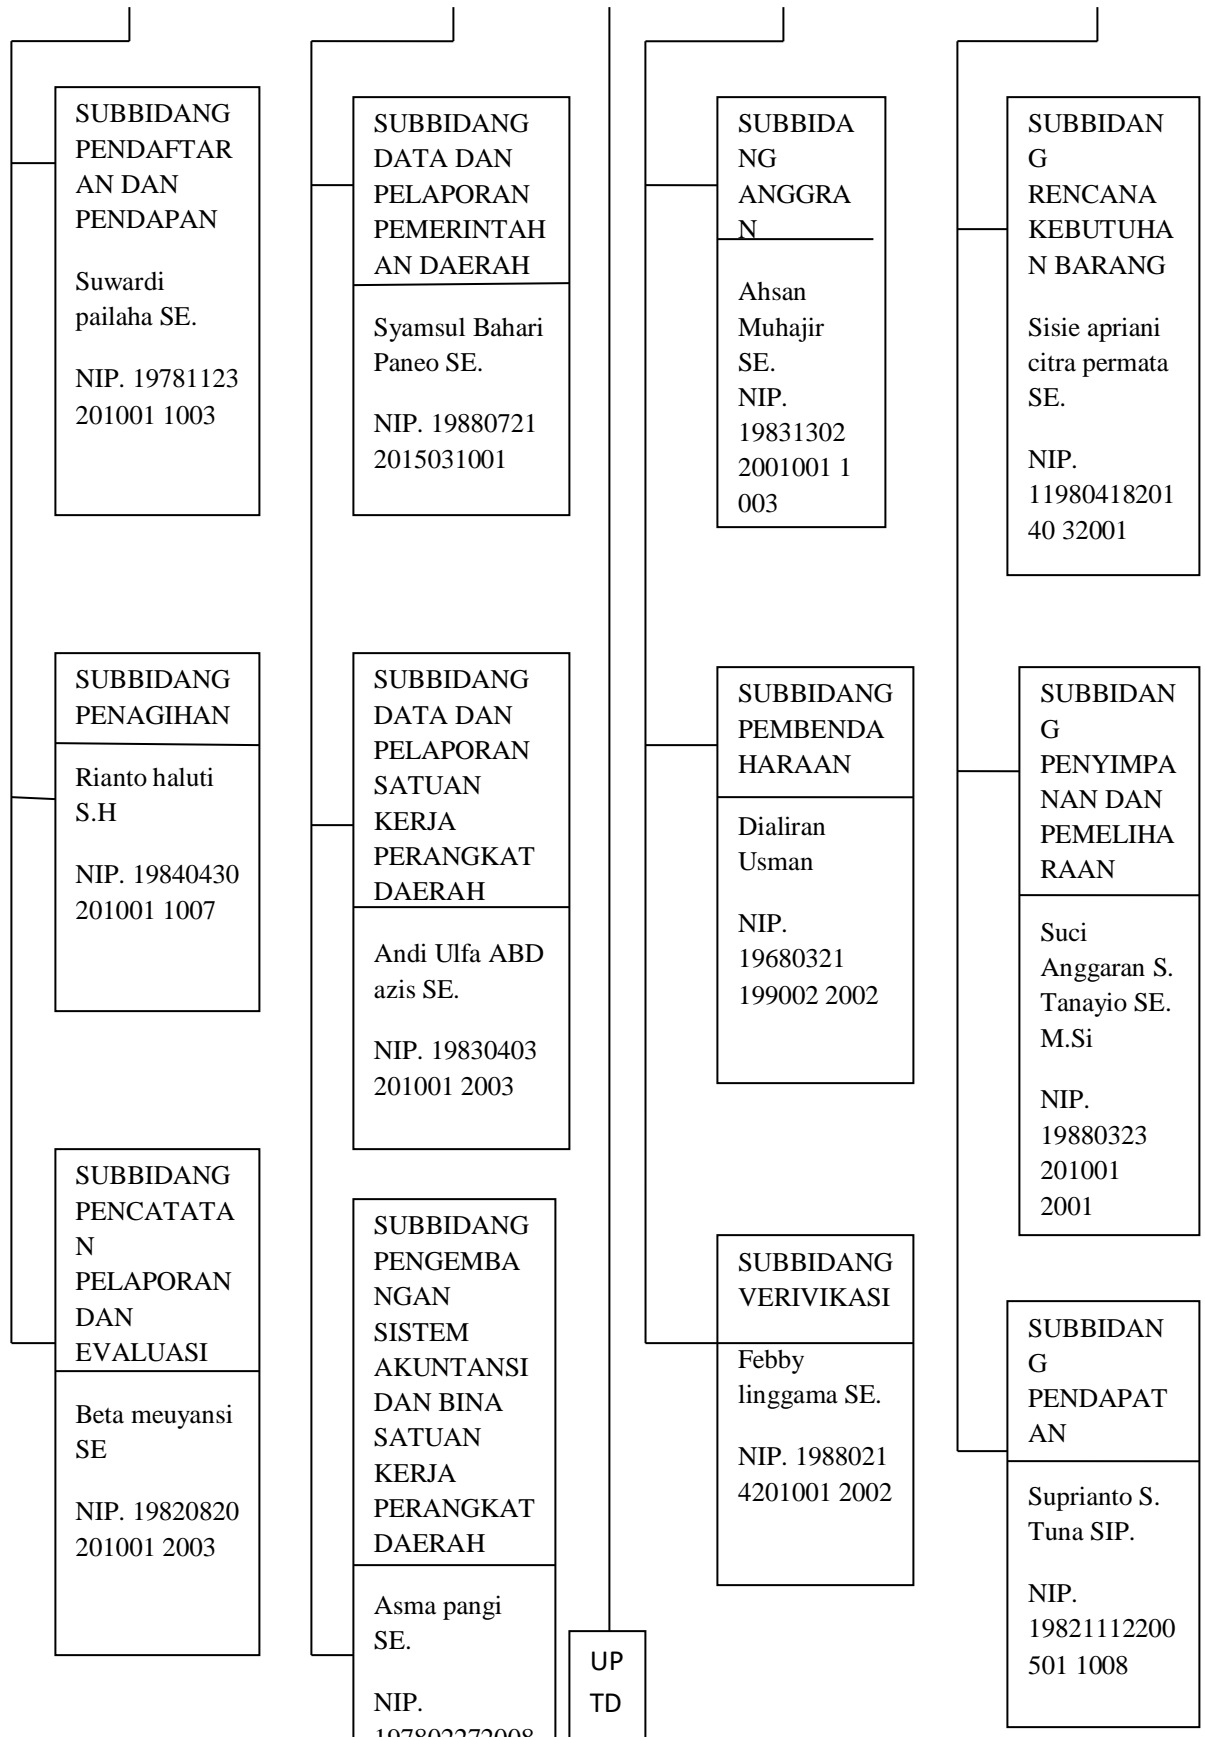 SUBBIDANG
PENDAFTAR
AN DAN
PENDAPAN
Suwardi
pailaha SE.
NIP. 19781123
201001 1003
SUBBIDANG
PENAGIHAN
Rianto haluti
S.H
NIP. 19840430
201001 1007
SUBBIDANG
PENCATATA
N
PELAPORAN
DAN
EVALUASI
Beta meuyansi
SE
NIP. 19820820
201001 2003
SUBBIDANG
DATA DAN
PELAPORAN
PEMERINTAH
AN DAERAH
Syamsul Bahari
Paneo SE.
NIP. 19880721
2015031001
SUBBIDANG
DATA DAN
PELAPORAN
SATUAN
KERJA
PERANGKAT
DAERAH
Andi Ulfa ABD
azis SE.
NIP. 19830403
201001 2003
SUBBIDANG
PENGEMBA
NGAN
SISTEM
AKUNTANSI
DAN BINA
SATUAN
KERJA
PERANGKAT
DAERAH
Asma pangi
SE.
NIP.
197802272008
UP
TD
SUBBIDA
NG
ANGGRA
N
Ahsan
Muhajir
SE.
NIP.
19831302
2001001 1
003
SUBBIDANG
PEMBENDA
HARAAN
Dialiran
Usman
NIP.
19680321
199002 2002
SUBBIDANG
VERIVIKASI
Febby
linggama SE.
NIP. 1988021
4201001 2002
SUBBIDAN
G
RENCANA
KEBUTUHA
N BARANG
Sisie apriani
citra permata
SE.
NIP.
11980418201
40 32001
SUBBIDAN
G
PENYIMPA
NAN DAN
PEMELIHA
RAAN
Suci
Anggaran S.
Tanayio SE.
M.Si
NIP.
19880323
201001
2001
SUBBIDAN
G
PENDAPAT
AN
Suprianto S.
Tuna SIP.
NIP.
19821112200
501 1008